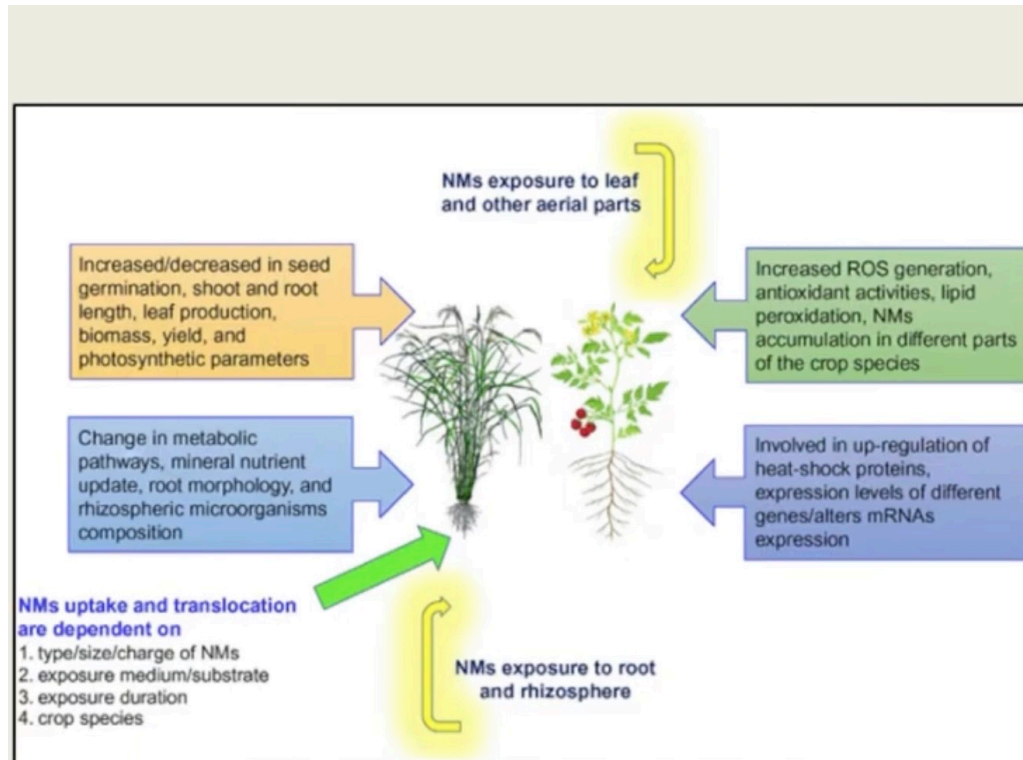 NMs exposure to leaf
and other aerial parts
Increased/decreased in seed
germination, shoot and root
length, leaf production,
biomass, yield, and
photosynthetic parameters
Increased ROS generation,
antioxidant activities, lipid
peroxidation, NMs
accumulation in different parts
of the crop species
Change in metabolic
pathways, mineral nutrient
update, root morphology, and
rhizospheric microorganisms
composition
Involved in up-regulation of
heat-shock proteins,
expression levels of different
genes/alters mRNAs
expression
NMs uptake and translocation
are dependent on
1. type/size/charge of NMs
2. exposure medium/substrate
3. exposure duration
4. crop species
NMs exposure to root
and rhizosphere